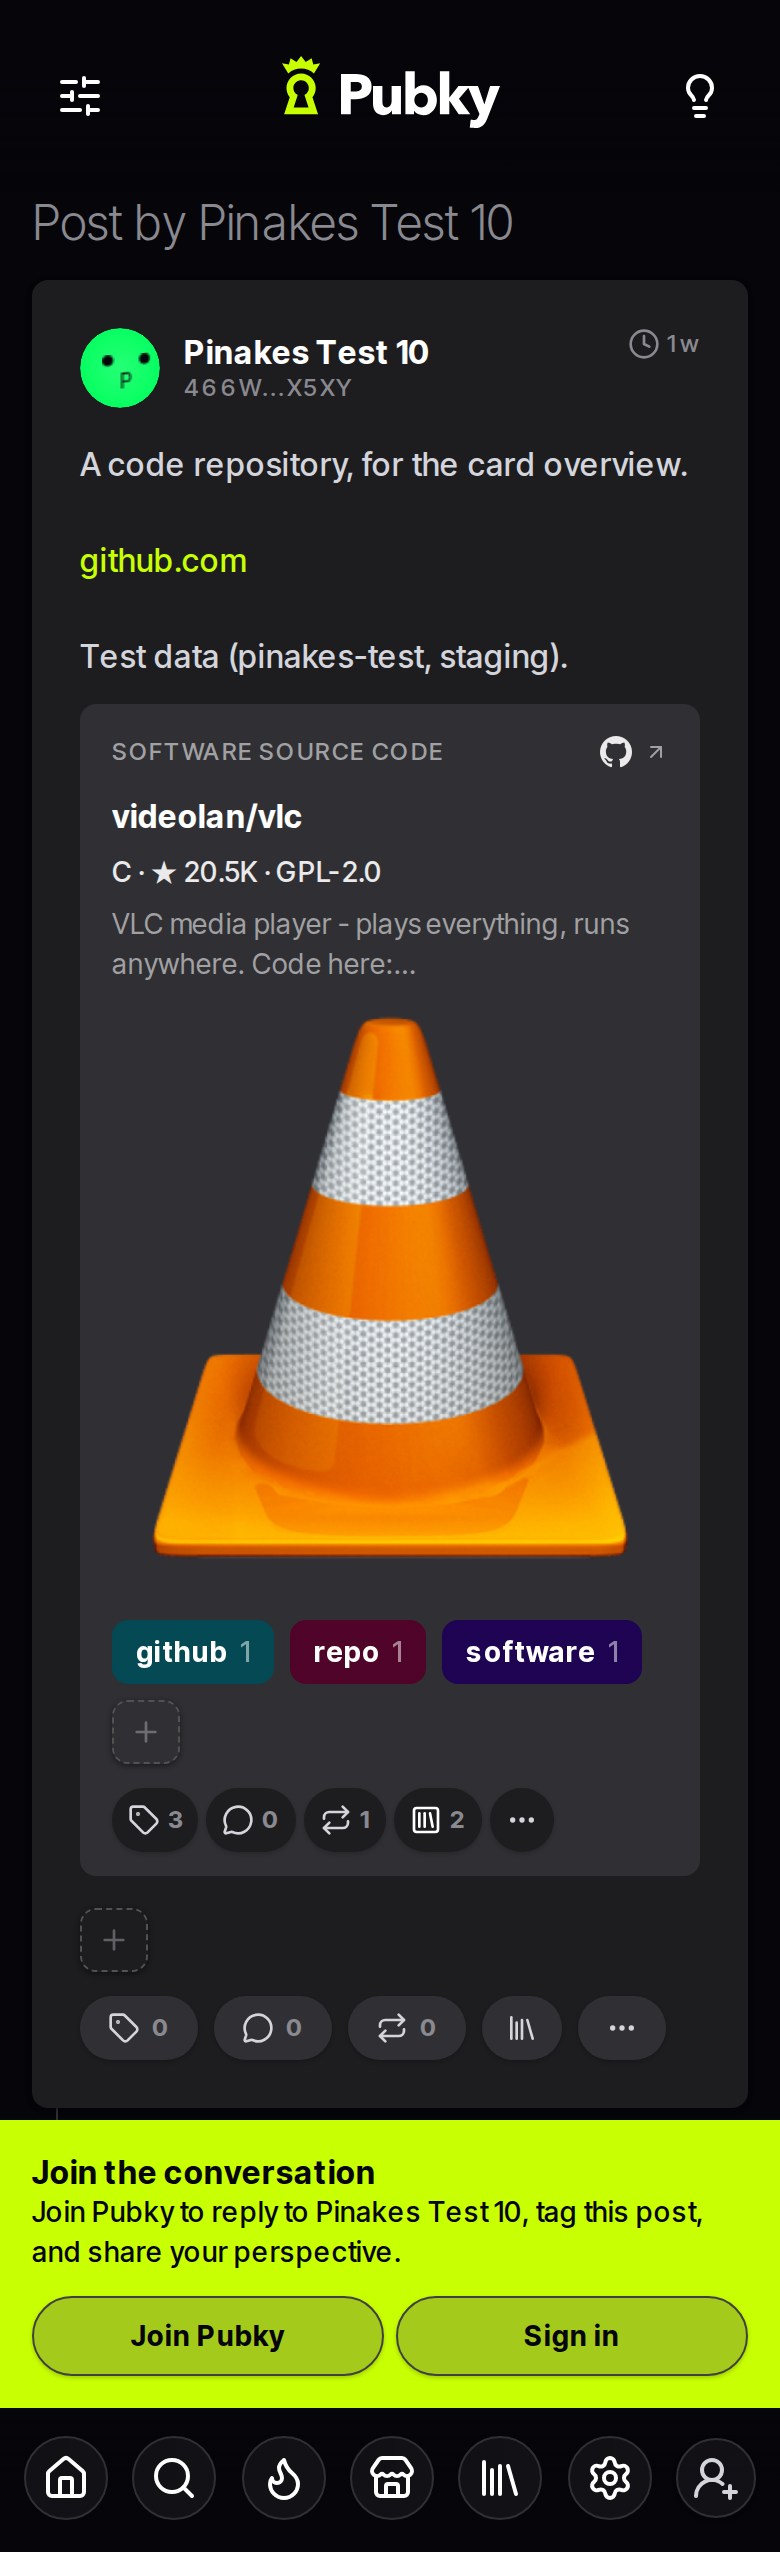 Pubky
Post by Pinakes Test 10
Pinakes Test 10
1w
466W...X5XY
A code repository, for the card overview.
github.com
Test data (pinakes-test, staging).
SOFTWARE SOURCE CODE
videolan/vlc
C · ★ 20.5K · GPL-2.0
VLC media player - plays everything, runs
anywhere. Code here:...
github 1 repo 1 software 1
3 0 1 2
0 0 0
Join the conversation
Join Pubky to reply to Pinakes Test 10, tag this post,
and share your perspective.
Join Pubky Sign in